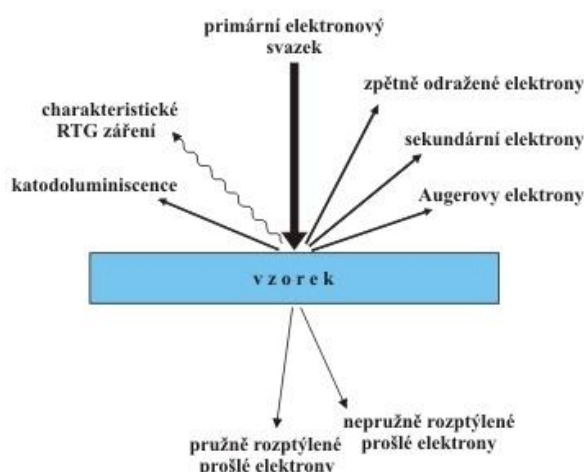 primární elektronový
svazek
zpětně odražené elektrony
charakteristické
RTG záření
sekundární elektrony
katodoluminiscence
Augerovy elektrony
vzorek
nepružně rozptýlené
prošlé elektrony
pružně rozptýlené
prošlé elektrony